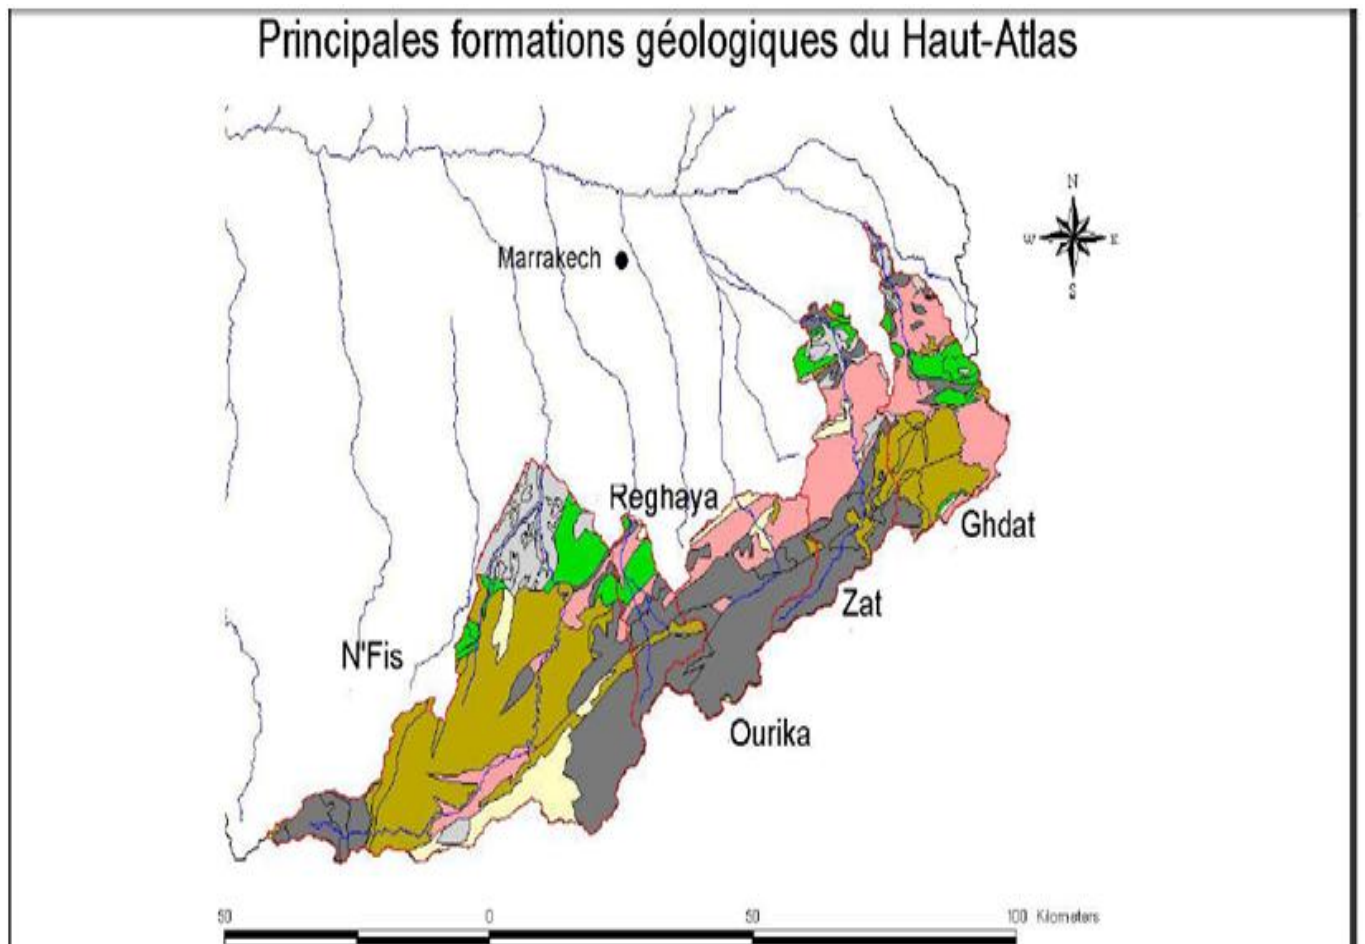 Principales formations géologiques du Haut-Atlas
N
W E
S
Marrakech
Reghaya
Ghdat
Zat
N'Fis
Ourika
50 0 50 100 Kilometers